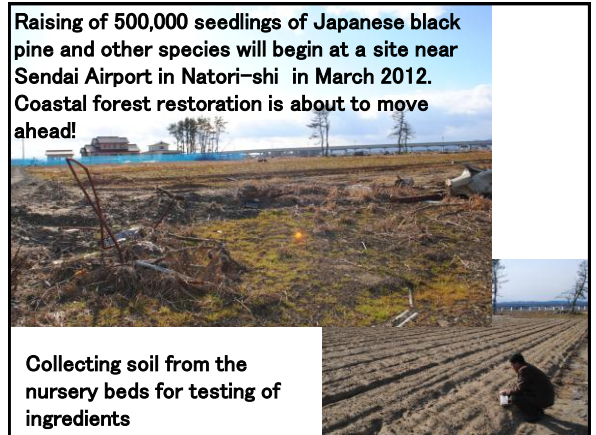 Raising of 500,000 seedlings of Japanese black
pine and other species will begin at a site near
Sendai Airport in Natori-shi in March 2012.
Coastal forest restoration is about to move
ahead!
Collecting soil from the
nursery beds for testing of
ingredients